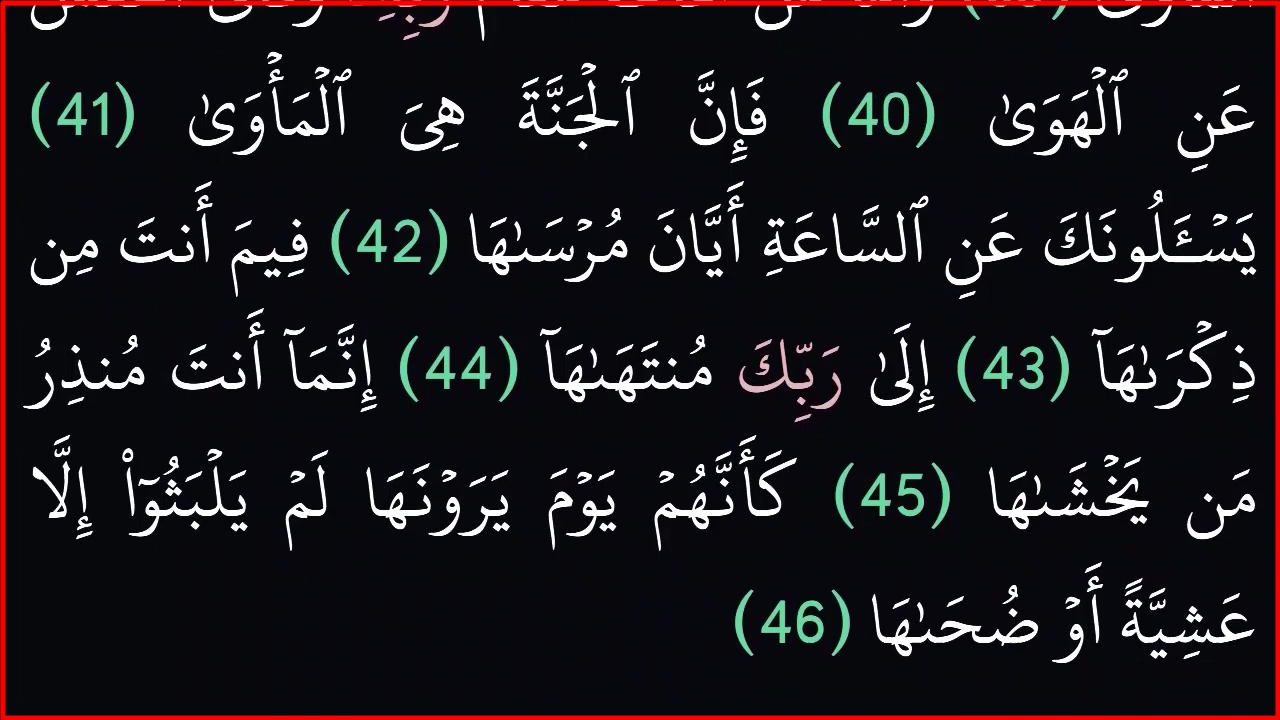 عَنِ ٱلْهَوَىٰ (40) فَإِنَّ ٱلْجَنَّةَ هِىَ ٱلْمَأْوَىٰ (41)
يَسْـَٔلُونَكَ عَنِ ٱلسَّاعَةِ أَيَّانَ مُرْسَىٰهَا (42) فِيمَ أَنتَ مِن
ذِكْرَىٰهَآ (43) إِلَىٰ رَبِّكَ مُنتَهَىٰهَآ (44) إِنَّمَآ أَنتَ مُنذِرُ
مَن يَخْشَىٰهَا (45) كَأَنَّهُمْ يَوْمَ يَرَوْنَهَا لَمْ يَلْبَثُوٓا۟ إِلَّا
عَشِيَّةً أَوْ ضُحَىٰهَا (46)